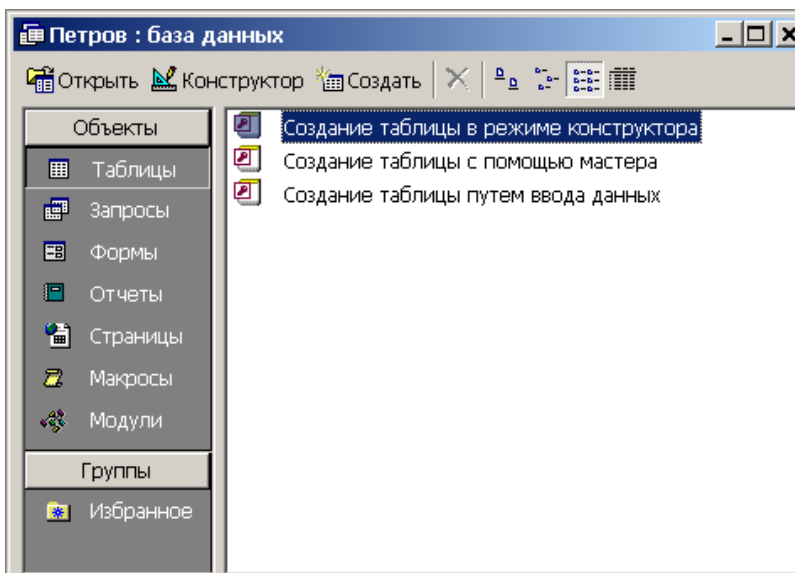 Петров : база данных
Открыть Конструктор Создать
Объекты
Таблицы
Запросы
Формы
Отчеты
Страницы
Макросы
Модули
Группы
Избранное
Создание таблицы в режиме конструктора
Создание таблицы с помощью мастера
Создание таблицы путем ввода данных